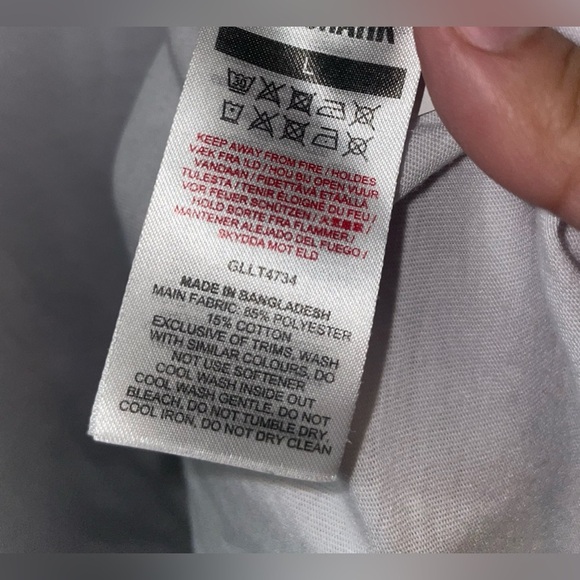 L
KEEP AWAY FROM FIRE / HOLDES
VÆK FRA ILD / HOU BIJ OPEN VUUR
VANDAAN / PIDETTÄVÄ ETÄÄLLÄ
TULESTA / TENIR ÉLOIGNÉ DU FEU /
VOR FEUER SCHÜTZEN /
HOLD BORTE FRA FLAMMER /
MANTENER ALEJADO DEL FUEGO /
SKYDDA MOT ELD
GLLT4734
MADE IN BANGLADESH
MAIN FABRIC: 85% POLYESTER
15% COTTON
EXCLUSIVE OF TRIMS, WASH
WITH SIMILAR COLOURS, DO
NOT USE SOFTENER
COOL WASH INSIDE OUT
COOL WASH GENTLE, DO NOT
BLEACH, DO NOT TUMBLE DRY,
COOL IRON, DO NOT DRY CLEAN